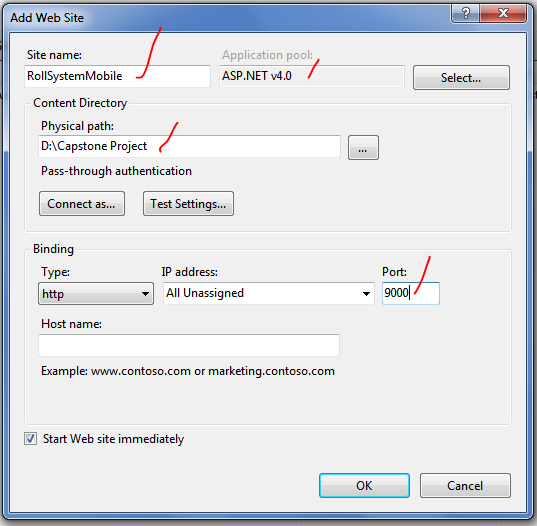 Add Web Site
Site name:
Application pool:
RollSystemMobile
ASP.NET v4.0
Select...
Content Directory
Physical path:
D:\Capstone Project
...
Pass-through authentication
Connect as...
Test Settings...
Binding
Type:
IP address:
Port:
http
All Unassigned
9000
Host name:
Example: www.contoso.com or marketing.contoso.com
Start Web site immediately
OK
Cancel